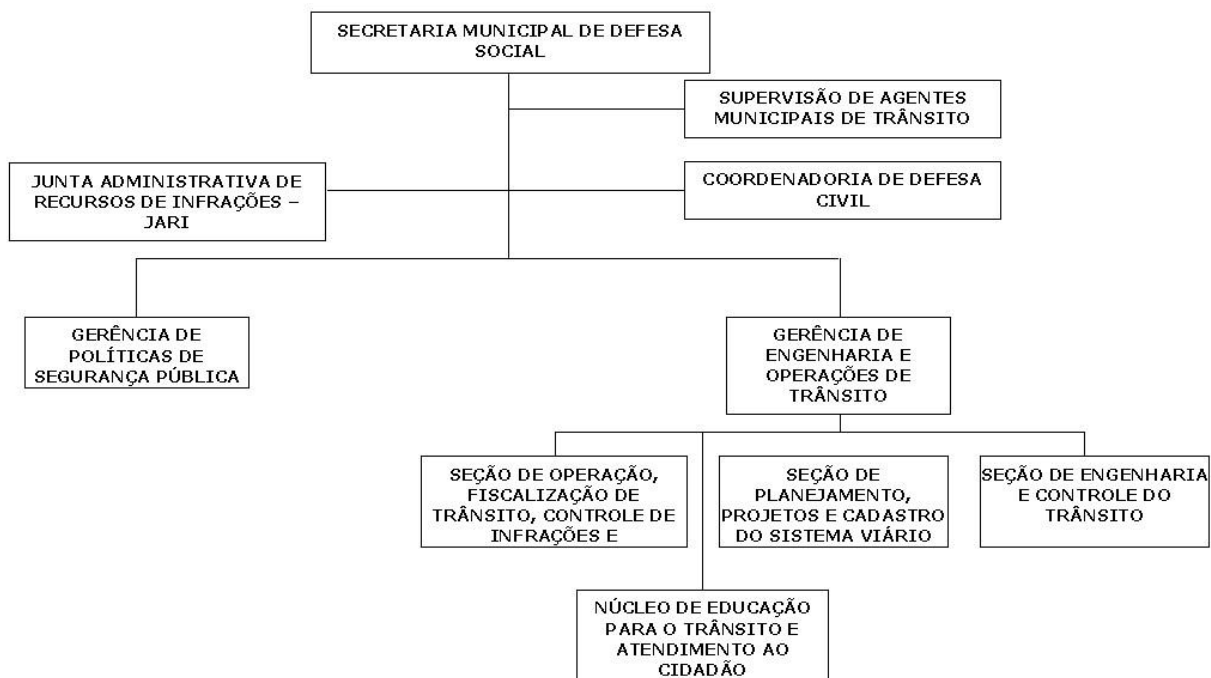 SECRETARIA MUNICIPAL DE DEFESA
SOCIAL
SUPERVISÃO DE AGENTES
MUNICIPAIS DE TRÂNSITO
JUNTA ADMINISTRATIVA DE
RECURSOS DE INFRAÇÕES –
JARI
COORDENADORIA DE DEFESA
CIVIL
GERÊNCIA DE
POLÍTICAS DE
SEGURANÇA PÚBLICA
GERÊNCIA DE
ENGENHARIA E
OPERAÇÕES DE
TRÂNSITO
SEÇÃO DE OPERAÇÃO,
FISCALIZAÇÃO DE
TRÂNSITO, CONTROLE DE
INFRAÇÕES E
SEÇÃO DE
PLANEJAMENTO,
PROJETOS E CADASTRO
DO SISTEMA VIÁRIO
SEÇÃO DE ENGENHARIA
E CONTROLE DO
TRÂNSITO
NÚCLEO DE EDUCAÇÃO
PARA O TRÂNSITO E
ATENDIMENTO AO
CIDADÃO